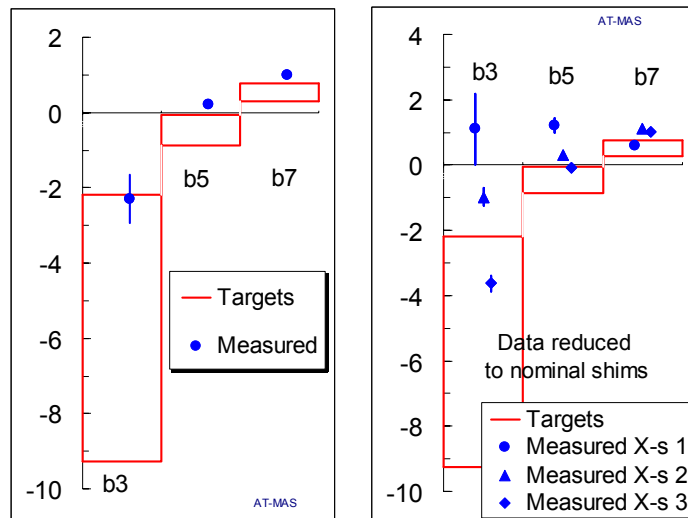 2
0
-2
-4
-6
-8
-10
b3
b5
b7
Targets
Measured
AT-MAS
AT-MAS
4
2
0
-2
-4
-6
-8
-10
b3
b5
b7
Data reduced
to nominal shims
Targets
Measured X-s 1
Measured X-s 2
Measured X-s 3